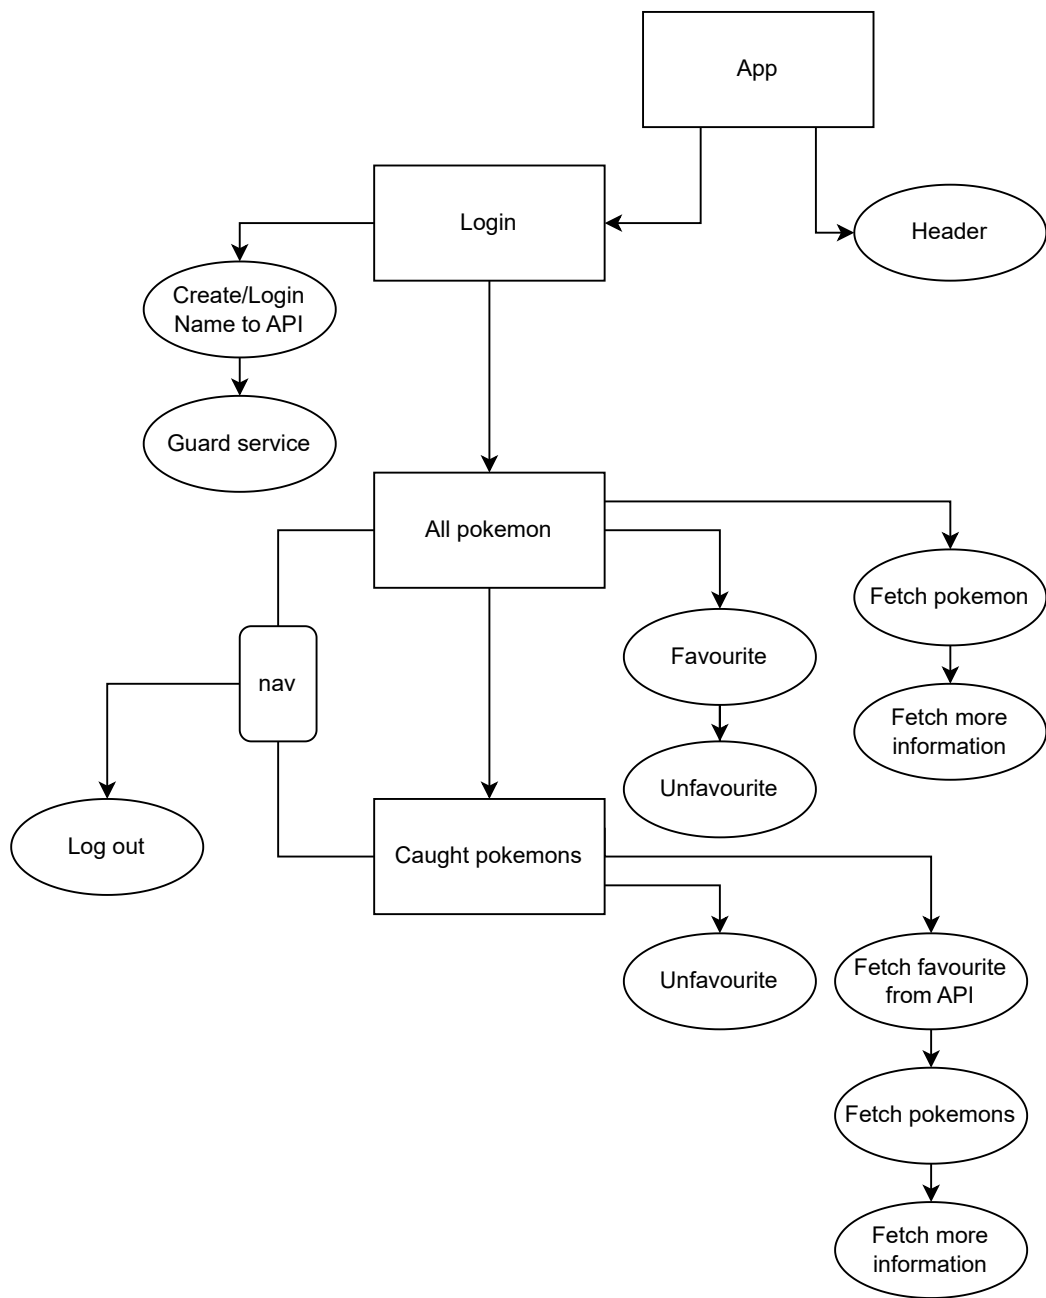 App
Login
Header
Create/Login
Name to API
Guard service
All pokemon
Fetch pokemon
Favourite
nav
Fetch more
information
Unfavourite
Log out
Caught pokemons
Unfavourite
Fetch favourite
from API
Fetch pokemons
Fetch more
information